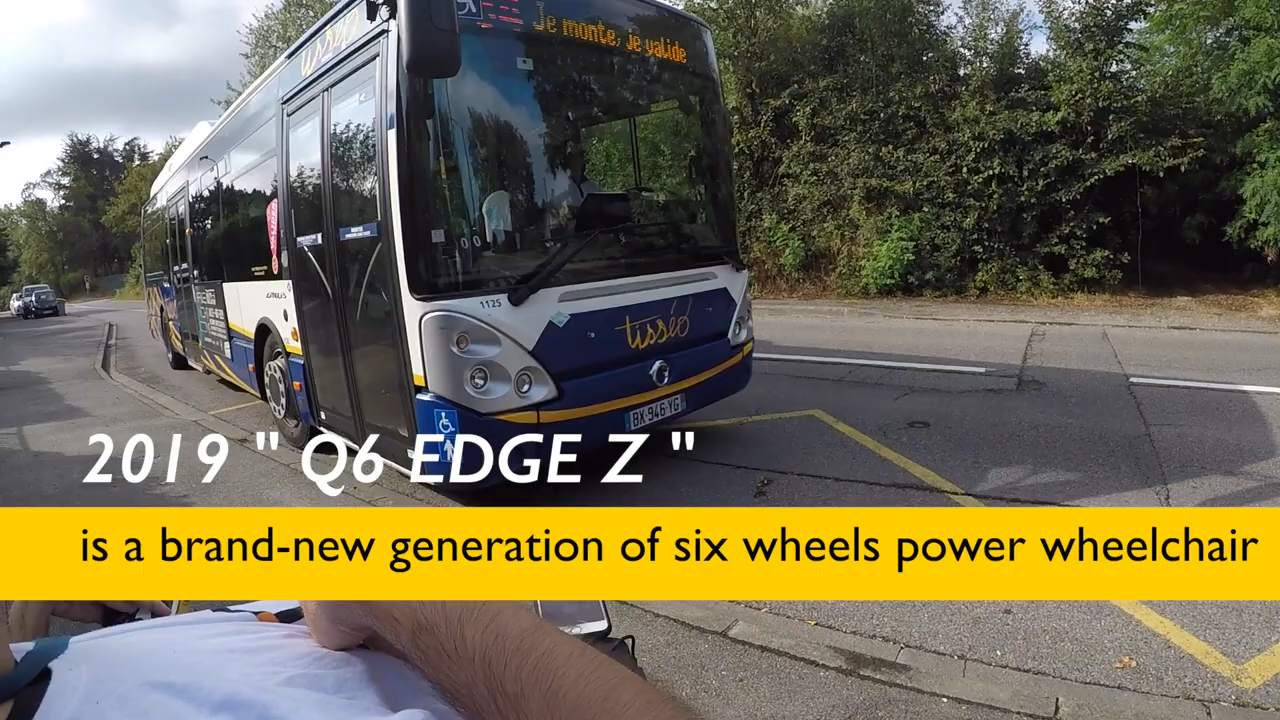 Je monte, je valide
tisséo
1125
tisséo
BX-946-YG
2019 " Q6 EDGE Z "
is a brand-new generation of six wheels power wheelchair